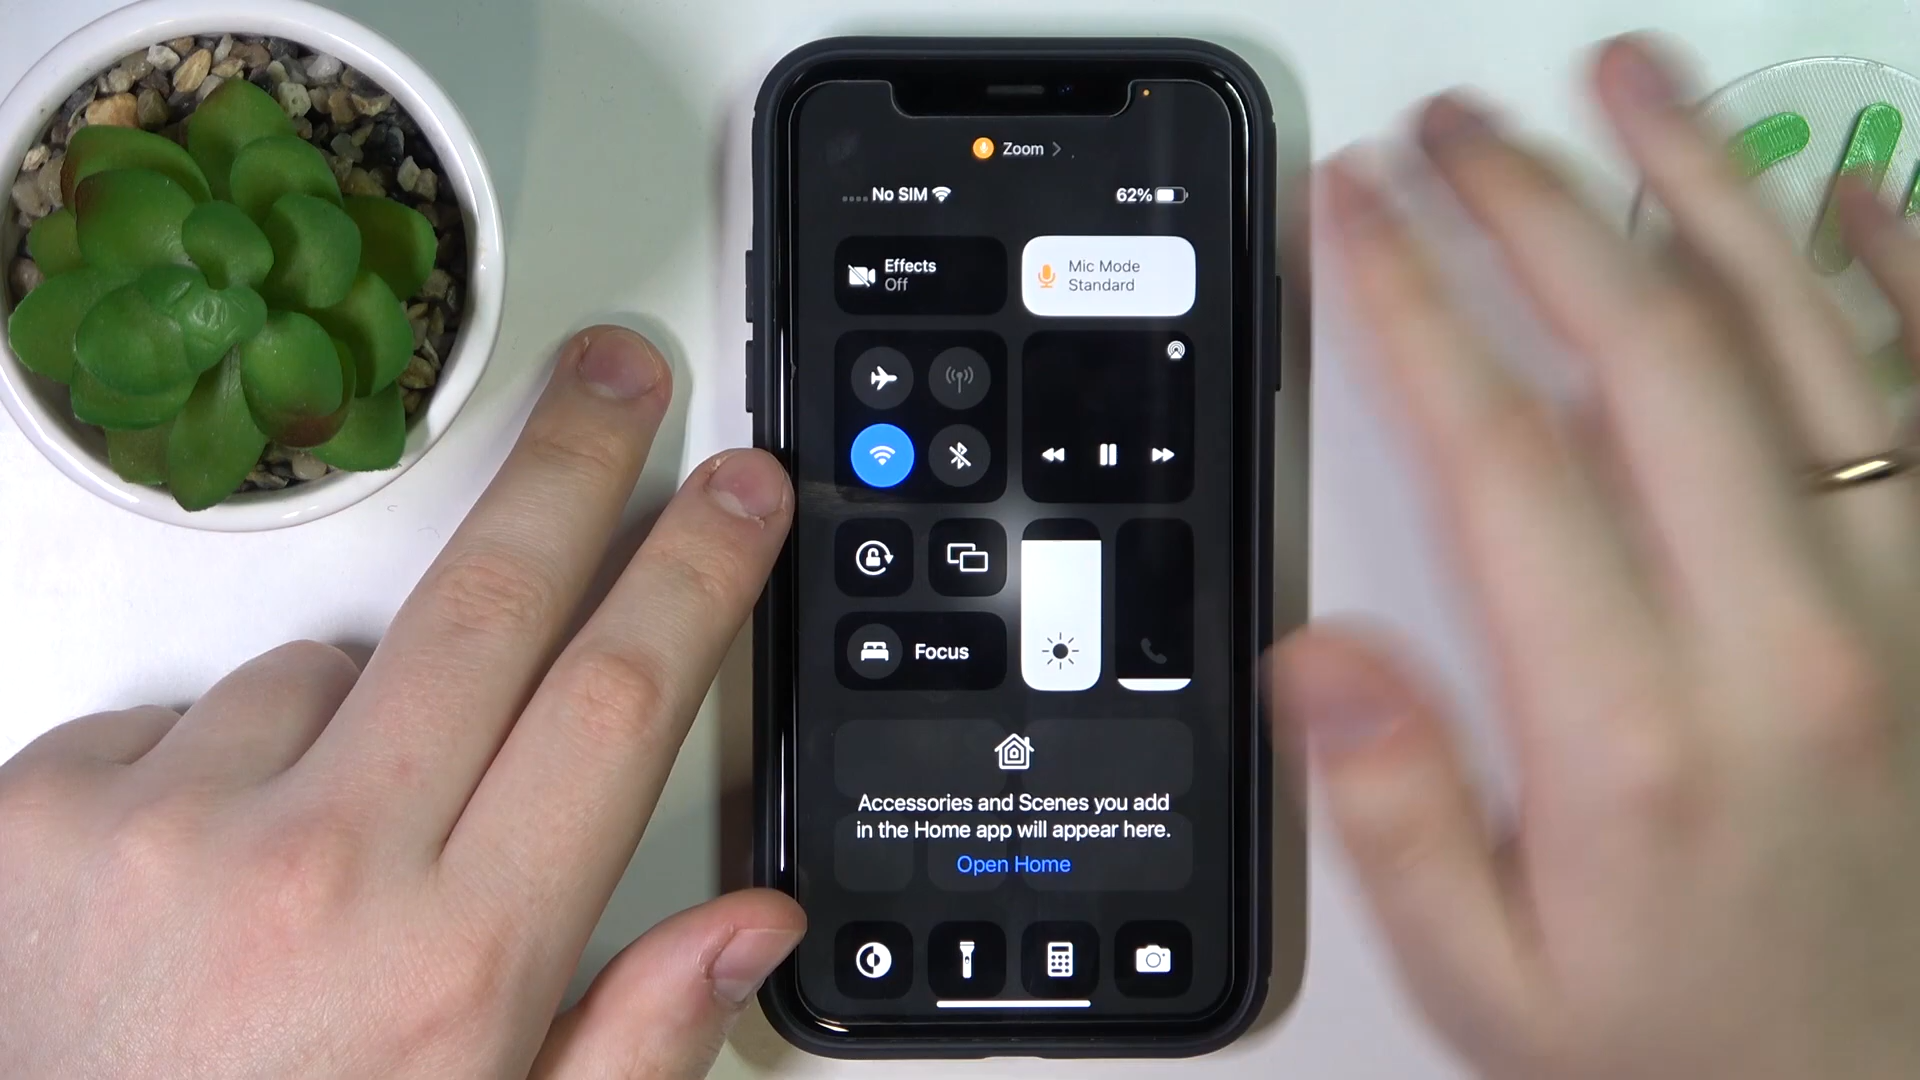 Zoom
No SIM
62%
Effects
Off
Mic Mode
Standard
Focus
Accessories and Scenes you add
in the Home app will appear here.
Open Home